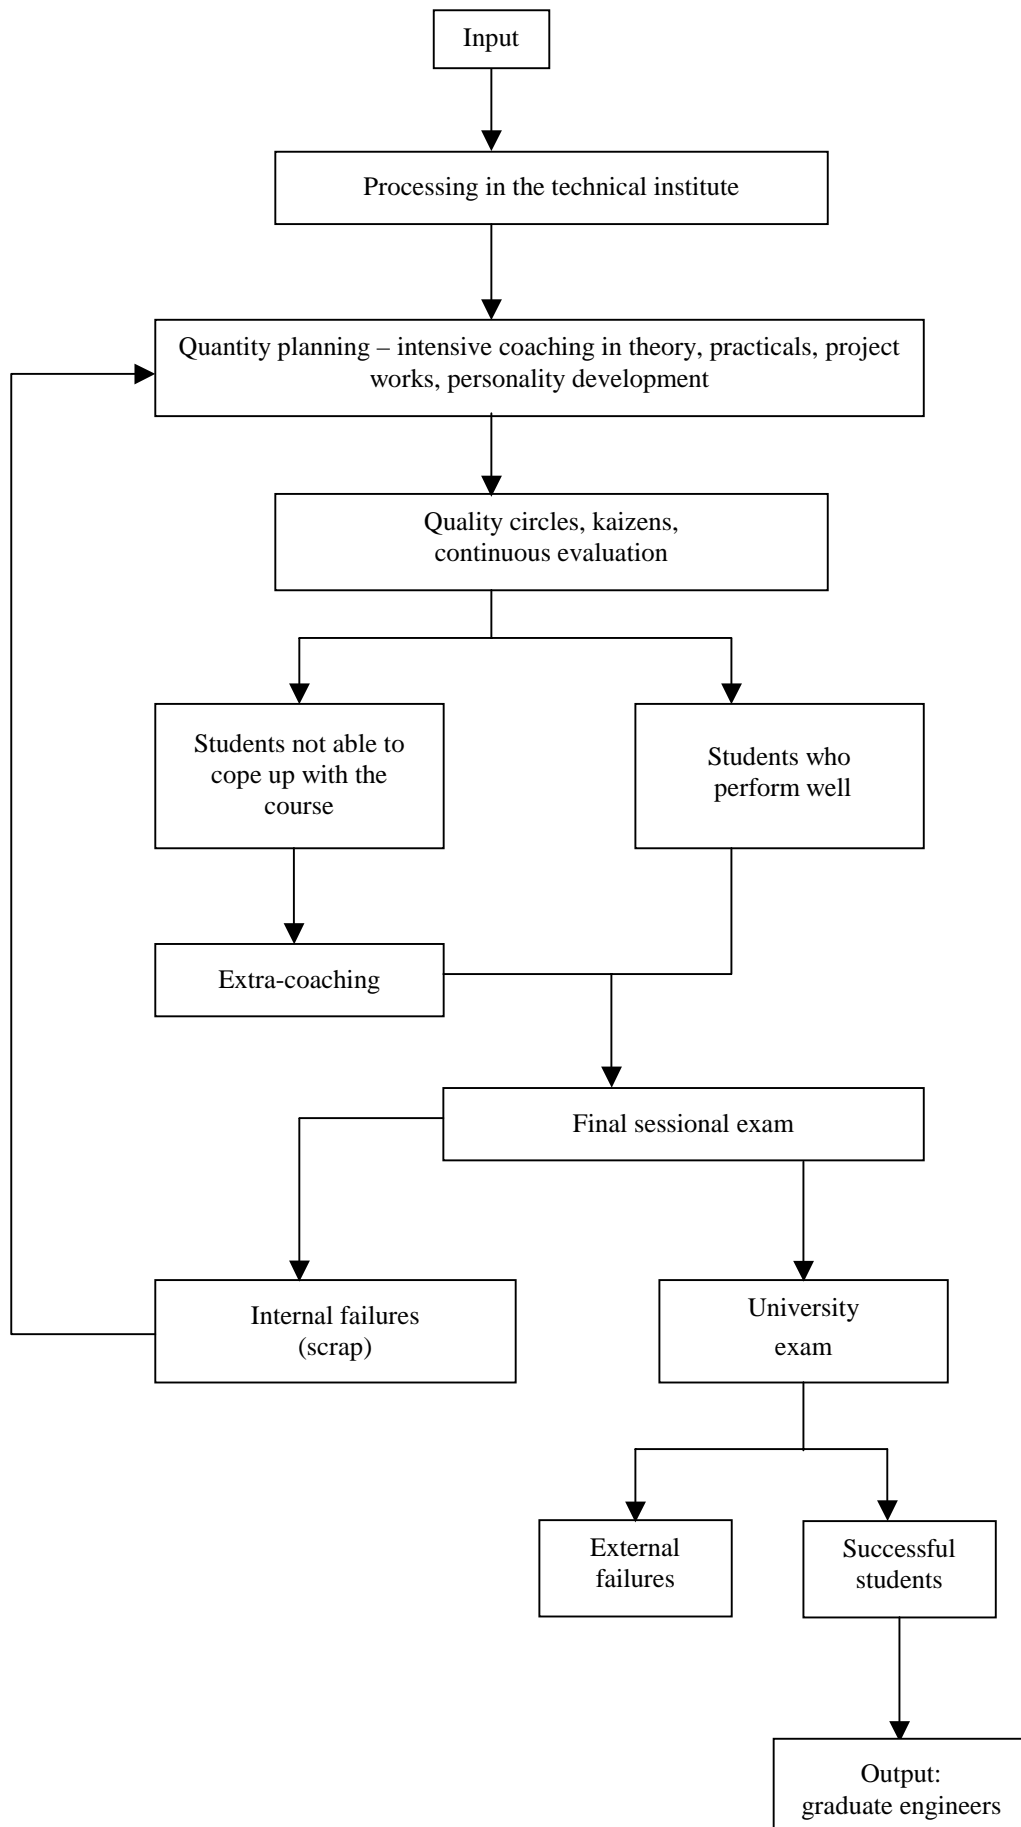 Input
Processing in the technical institute
Quantity planning – intensive coaching in theory, practicals, project
works, personality development
Quality circles, kaizens,
continuous evaluation
Students not able to
cope up with the
course
Students who
perform well
Extra-coaching
Final sessional exam
Internal failures
(scrap)
University
exam
External
failures
Successful
students
Output:
graduate engineers